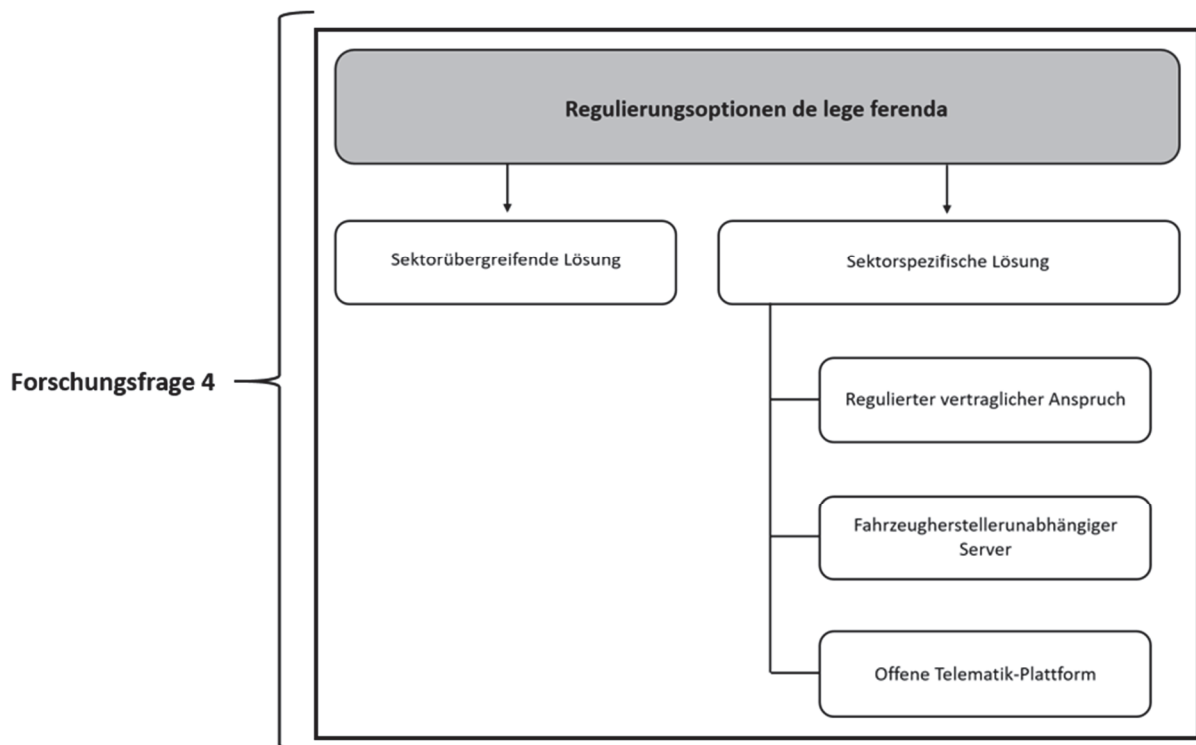 Regulierungsoptionen de lege ferenda
Sektorübergreifende Lösung
Sektorspezifische Lösung
Forschungsfrage 4
Regulierter vertraglicher Anspruch
Fahrzeugherstellerunabhängiger
Server
Offene Telematik-Plattform